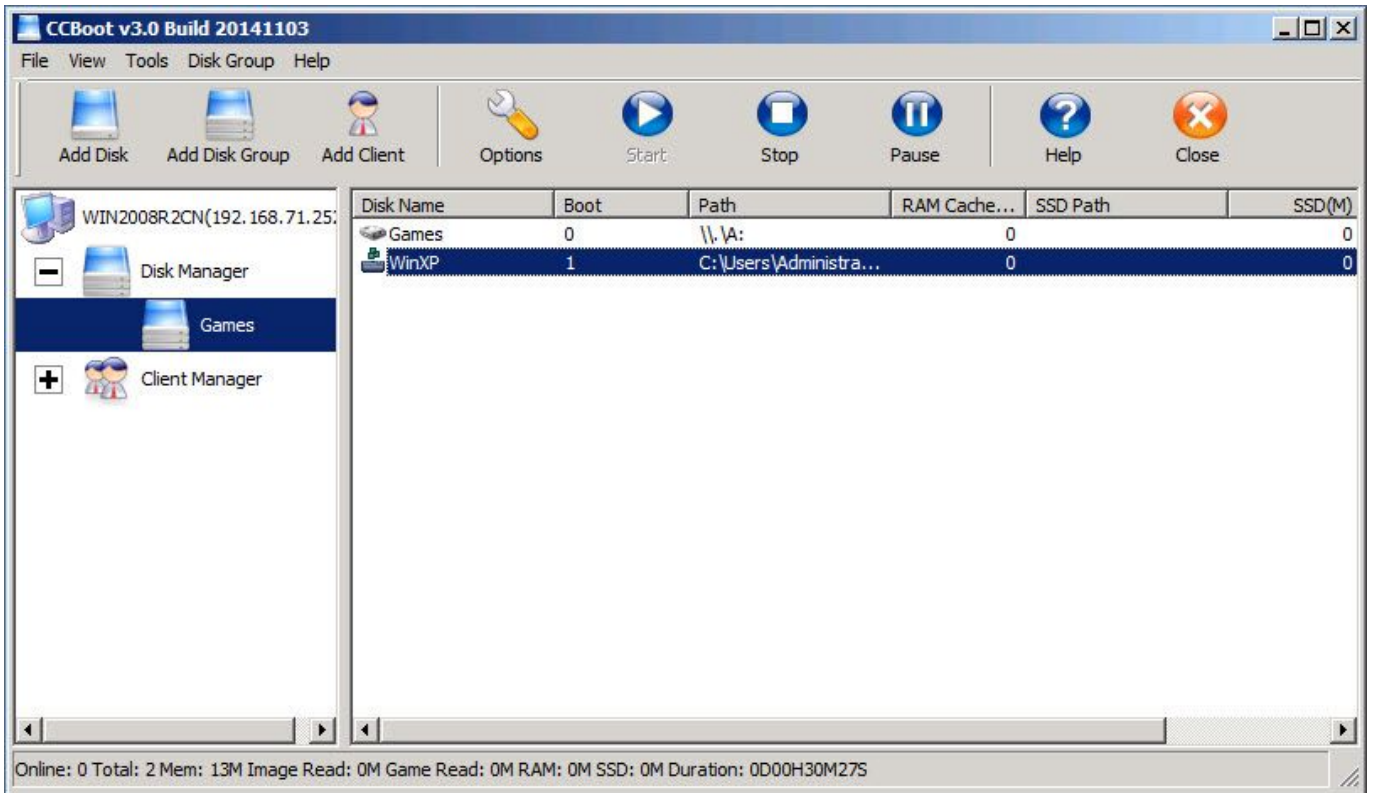 CCBoot v3.0 Build 20141103
File View Tools Disk Group Help
Add Disk Add Disk Group Add Client Options Start Stop Pause Help Close
WIN2008R2CN(192.168.71.25
Disk Manager
Games
Client Manager
Disk Name Boot Path RAM Cache... SSD Path SSD(M)
Games 0 \\.\A: 0 0
WinXP 1 C:\Users\Administra... 0 0
Online: 0 Total: 2 Mem: 13M Image Read: 0M Game Read: 0M RAM: 0M SSD: 0M Duration: 0D00H30M27S